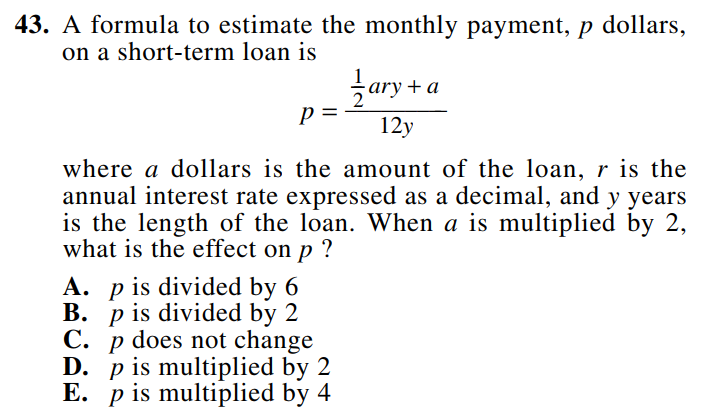 43. A formula to estimate the monthly payment, p dollars,
on a short-term loan is
p = (1/2 ary + a) / 12y
where a dollars is the amount of the loan, r is the
annual interest rate expressed as a decimal, and y years
is the length of the loan. When a is multiplied by 2,
what is the effect on p ?
A. p is divided by 6
B. p is divided by 2
C. p does not change
D. p is multiplied by 2
E. p is multiplied by 4